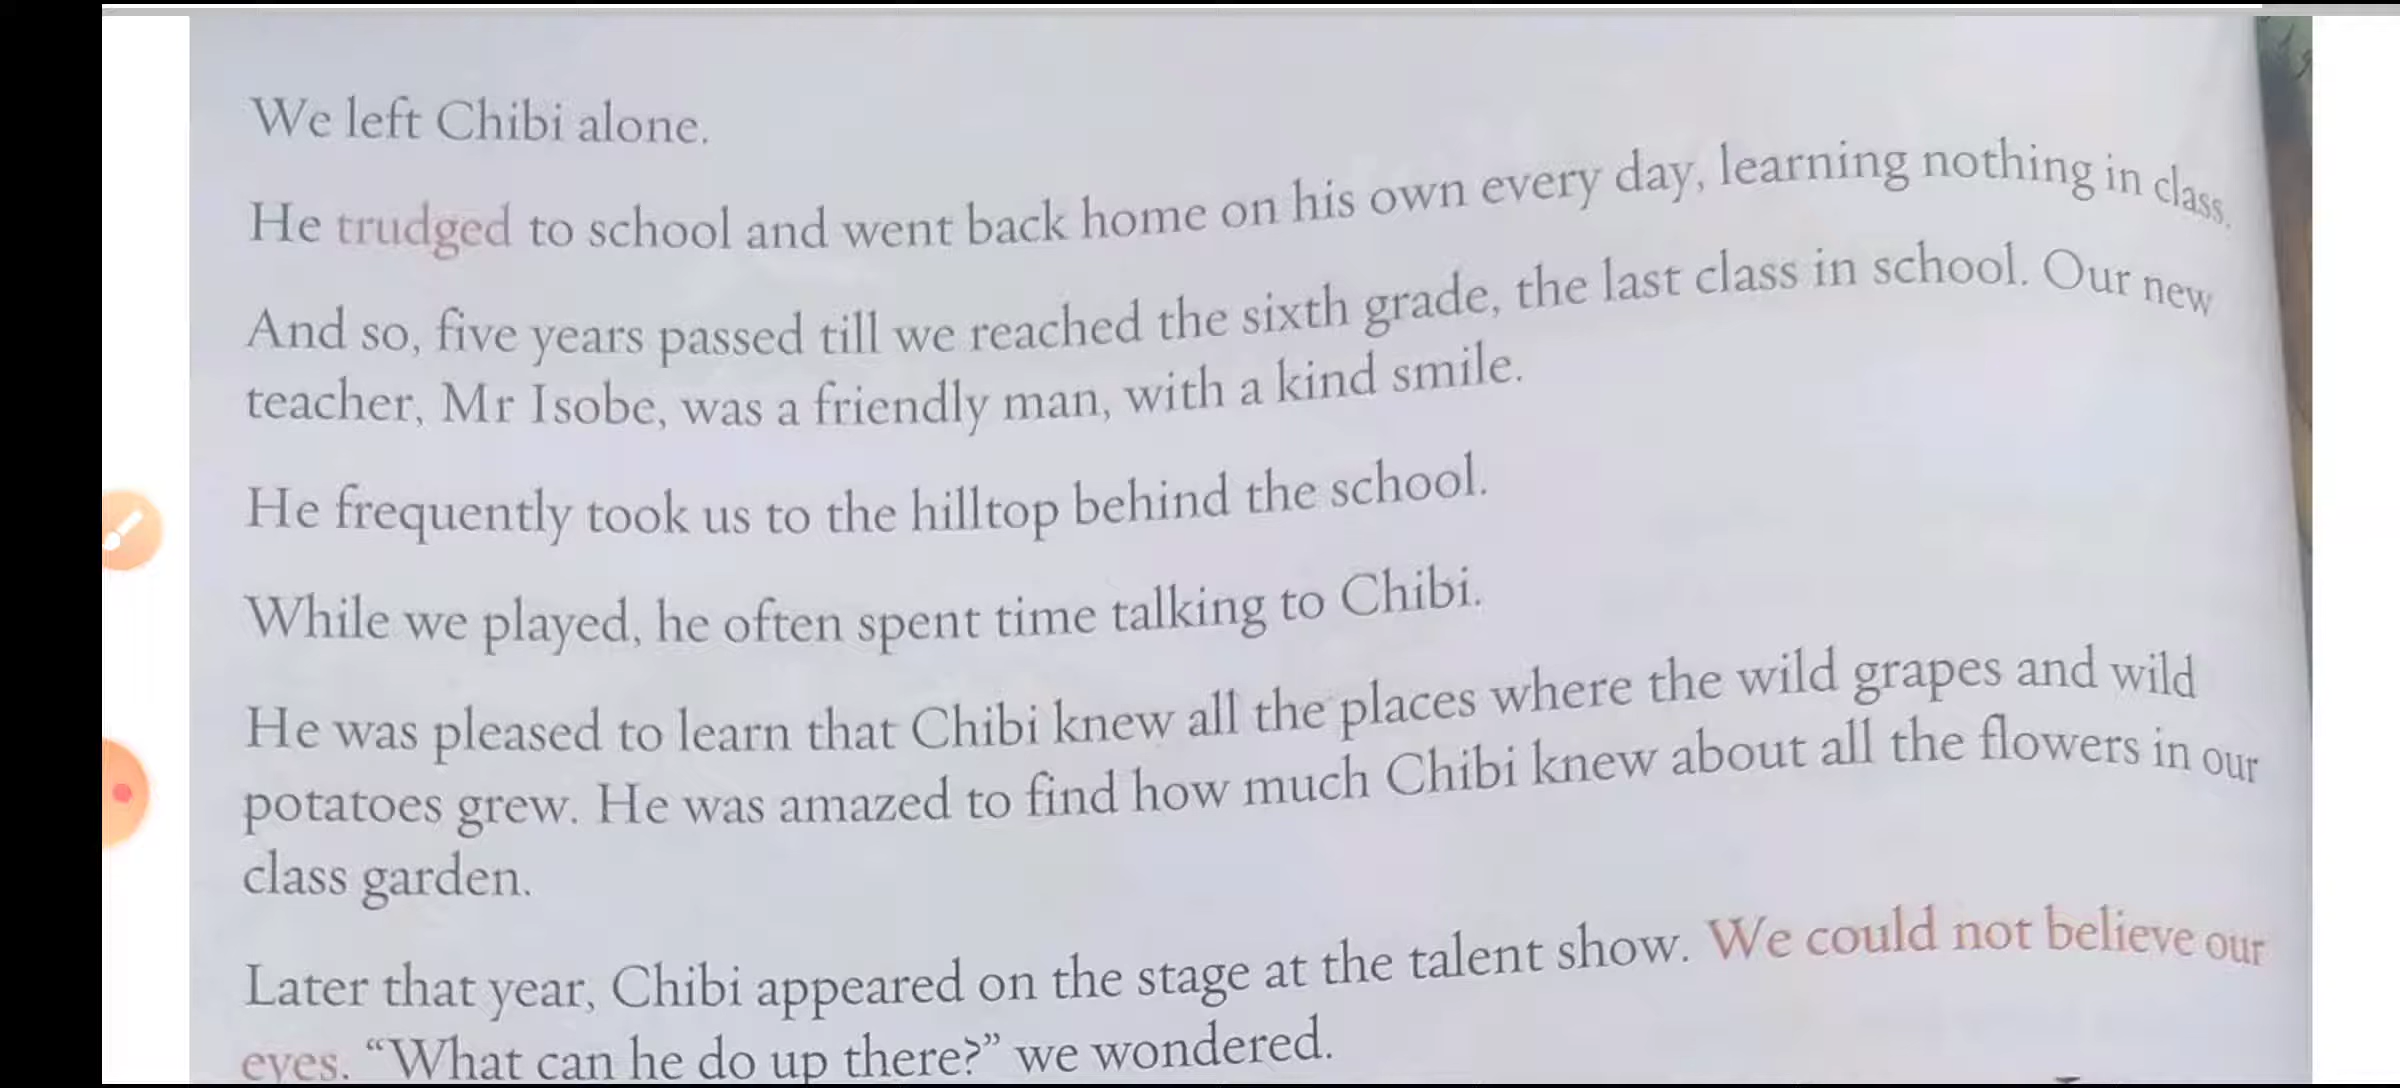 We left Chibi alone.
He trudged to school and went back home on his own every day, learning nothing in class.
And so, five years passed till we reached the sixth grade, the last class in school. Our new
teacher, Mr Isobe, was a friendly man, with a kind smile.
He frequently took us to the hilltop behind the school.
While we played, he often spent time talking to Chibi.
He was pleased to learn that Chibi knew all the places where the wild grapes and wild
potatoes grew. He was amazed to find how much Chibi knew about all the flowers in our
class garden.
Later that year, Chibi appeared on the stage at the talent show. We could not believe our
eyes. “What can he do up there?” we wondered.